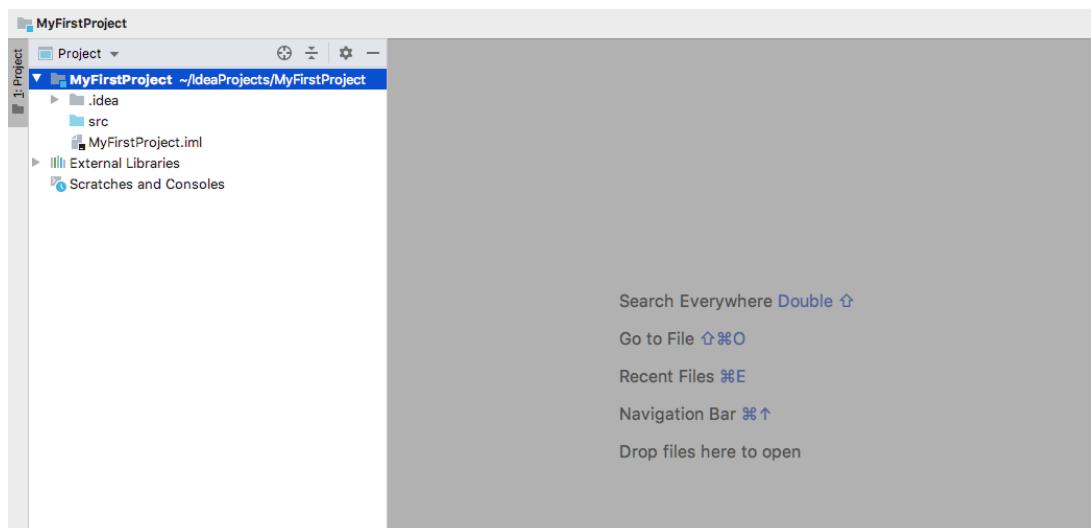 MyFirstProject
1: Project
Project
MyFirstProject ~/IdeaProjects/MyFirstProject
.idea
src
MyFirstProject.iml
External Libraries
Scratches and Consoles
Search Everywhere Double ⇧
Go to File ⇧⌘O
Recent Files ⌘E
Navigation Bar ⌘↑
Drop files here to open